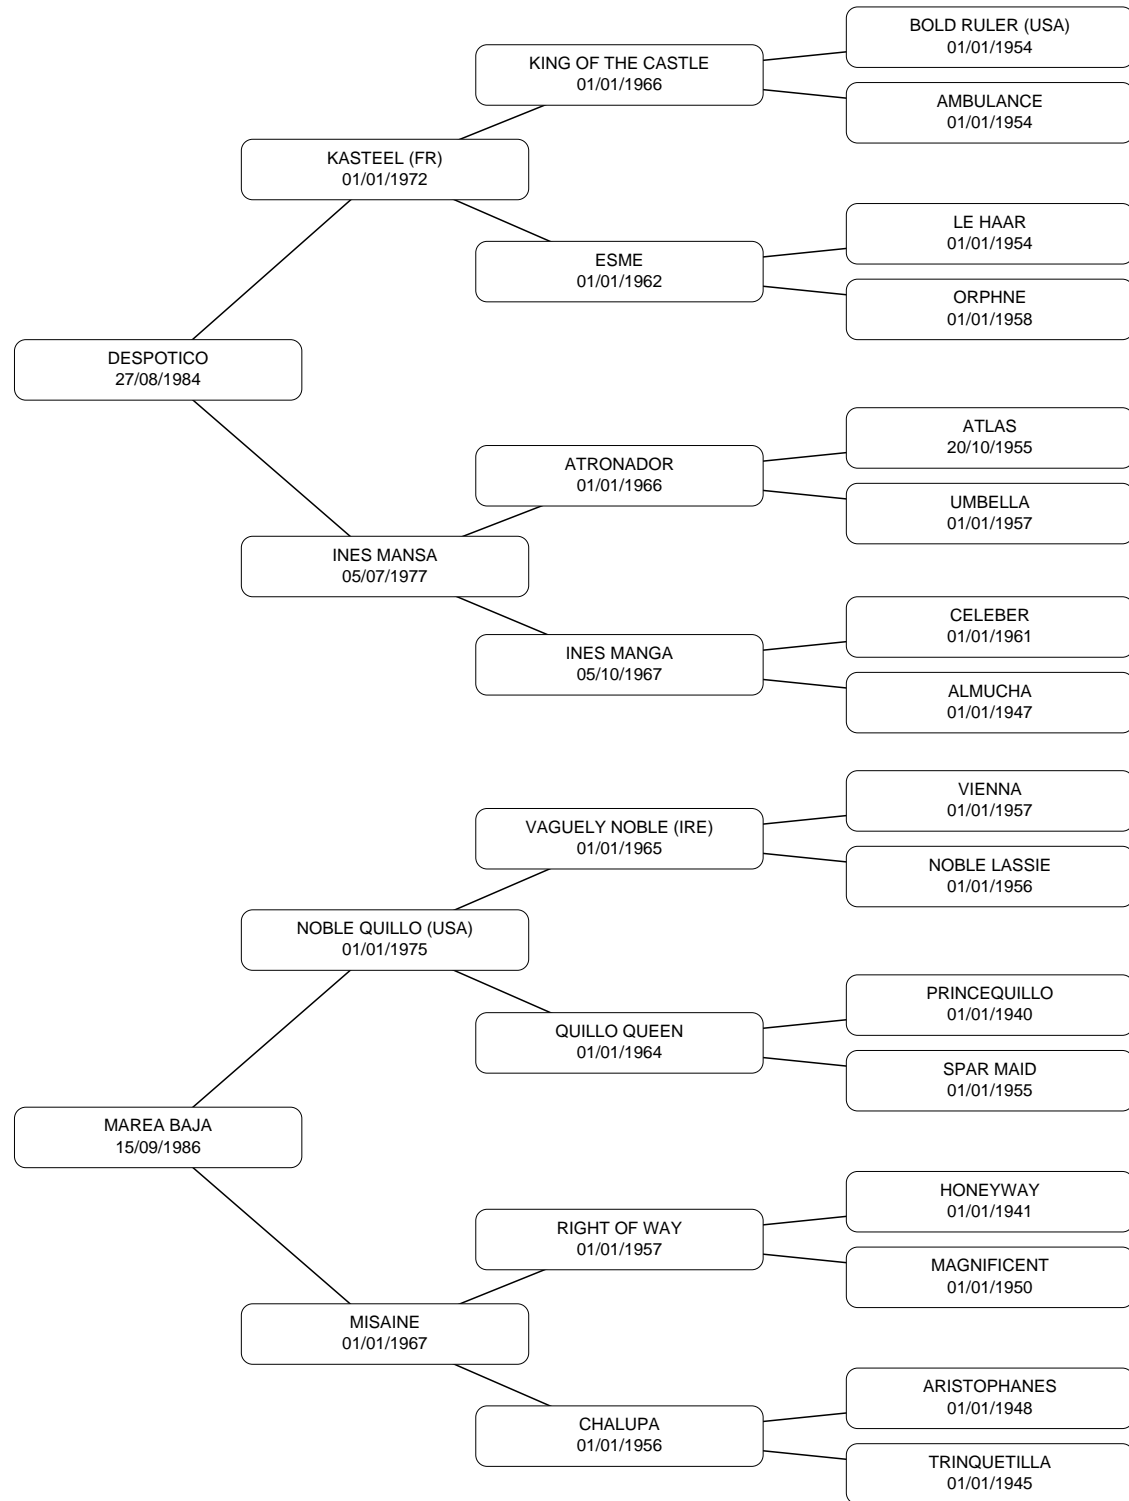 BOLD RULER (USA)
01/01/1954
KING OF THE CASTLE
01/01/1966
AMBULANCE
01/01/1954
KASTEEL (FR)
01/01/1972
LE HAAR
01/01/1954
ESME
01/01/1962
ORPHNE
01/01/1958
DESPOTICO
27/08/1984
ATLAS
20/10/1955
ATRONADOR
01/01/1966
UMBELLA
01/01/1957
INES MANSA
05/07/1977
CELEBER
01/01/1961
INES MANGA
05/10/1967
ALMUCHA
01/01/1947
VIENNA
01/01/1957
VAGUELY NOBLE (IRE)
01/01/1965
NOBLE LASSIE
01/01/1956
NOBLE QUILLO (USA)
01/01/1975
PRINCEQUILLO
01/01/1940
QUILLO QUEEN
01/01/1964
SPAR MAID
01/01/1955
MAREA BAJA
15/09/1986
HONEYWAY
01/01/1941
RIGHT OF WAY
01/01/1957
MAGNIFICENT
01/01/1950
MISAINE
01/01/1967
ARISTOPHANES
01/01/1948
CHALUPA
01/01/1956
TRINQUETILLA
01/01/1945